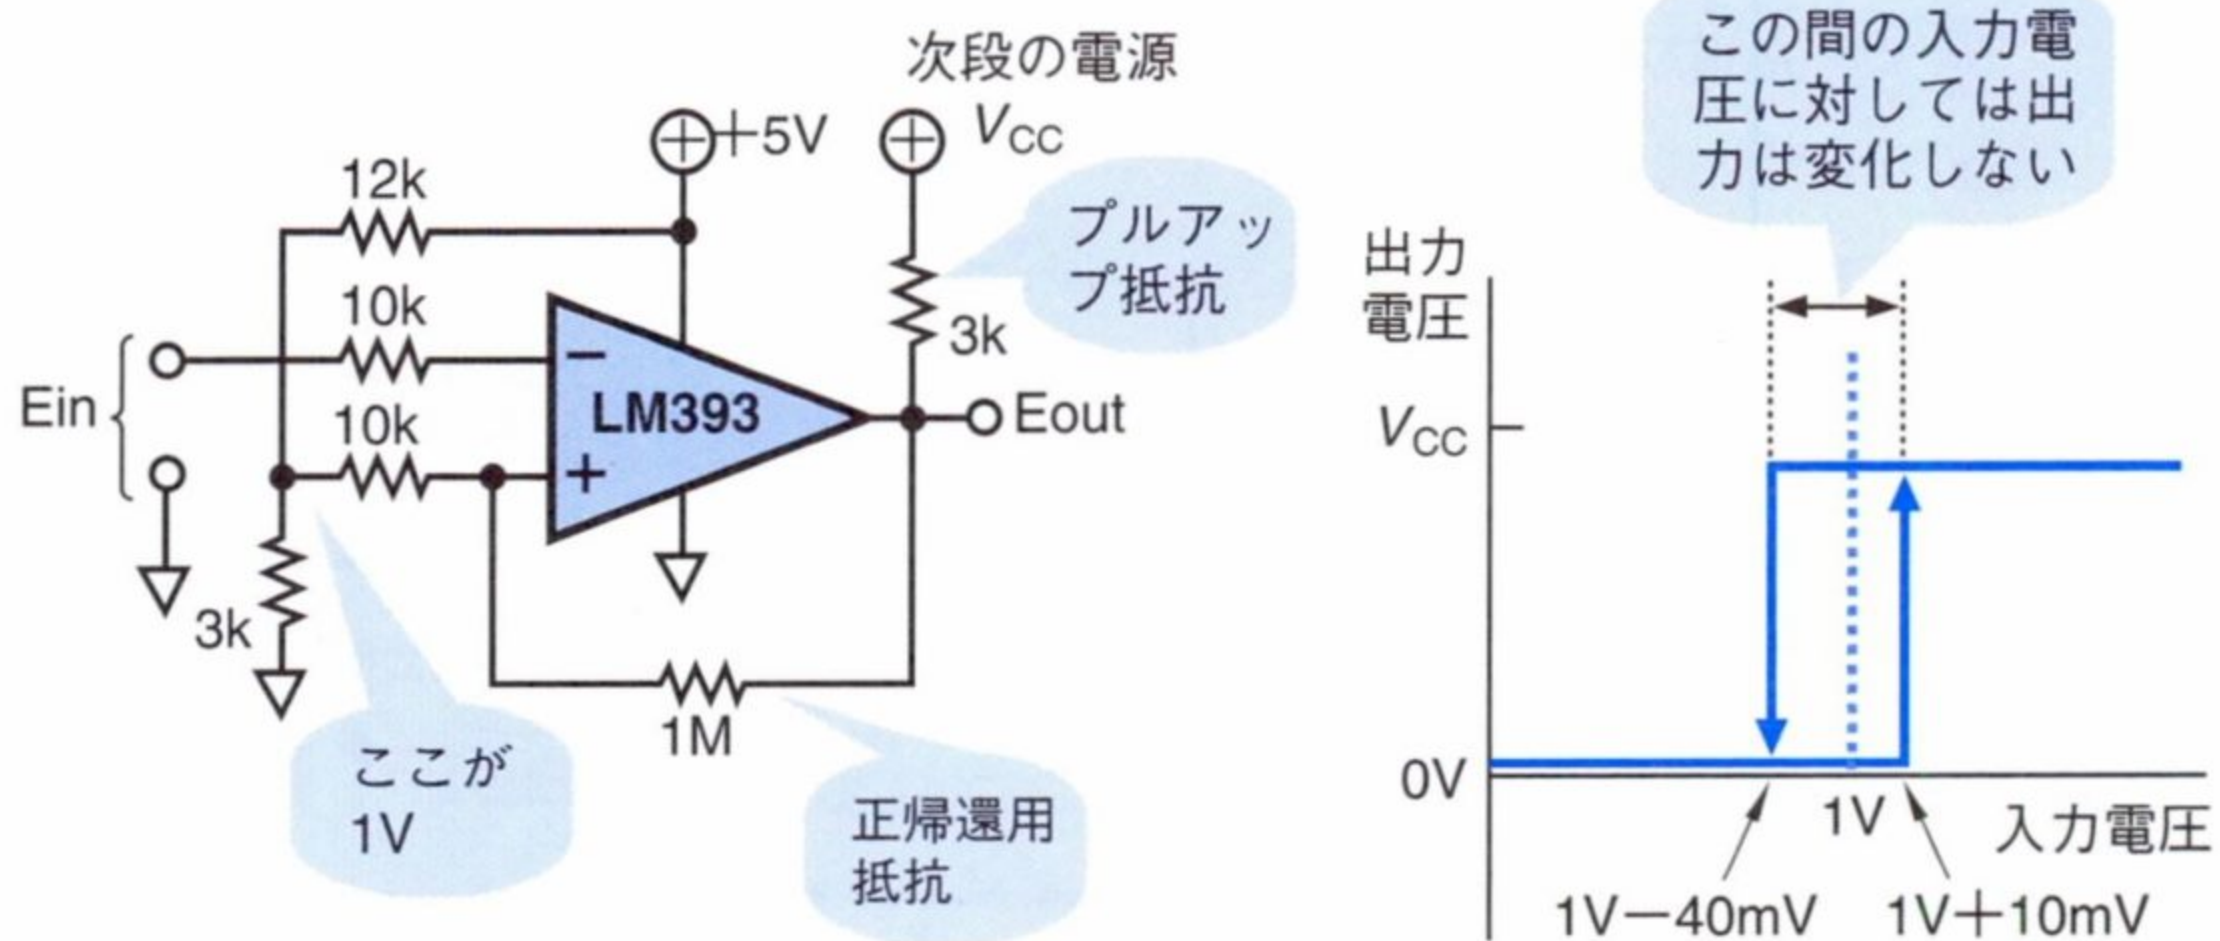 次段の電源
+5V
VCC
12k
プルアッ
プ抵抗
10k
3k
Ein
−
LM393
Eout
10k
+
3k
1M
ここが
1V
正帰還用
抵抗
この間の入力電
圧に対しては出
力は変化しない
出力
電圧
VCC
0V
1V
入力電圧
1V−40mV
1V+10mV